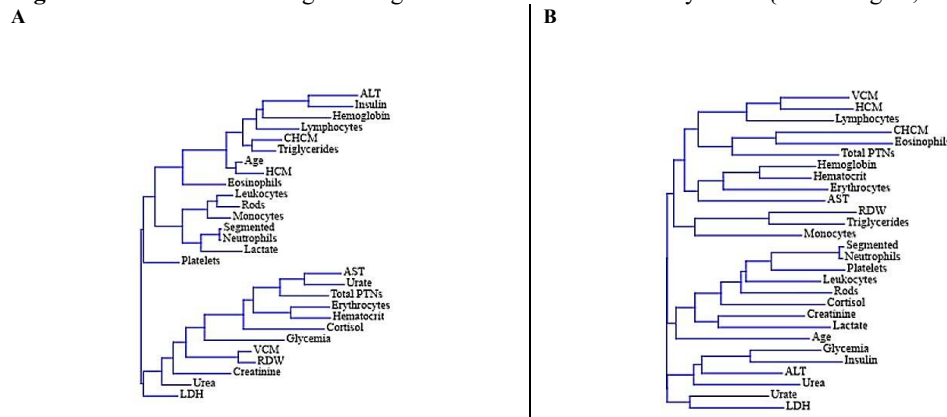 A
ALT
Insulin
Hemoglobin
Lymphocytes
CHCM
Triglycerides
Age
HCM
Eosinophils
Leukocytes
Rods
Monocytes
Segmented
Neutrophils
Lactate
Platelets
AST
Urate
Total PTNs
Erythrocytes
Hematocrit
Cortisol
Glycemia
VCM
RDW
Creatinine
Urea
LDH
B
VCM
HCM
Lymphocytes
CHCM
Eosinophils
Total PTNs
Hemoglobin
Hematocrit
Erythrocytes
AST
RDW
Triglycerides
Monocytes
Segmented
Neutrophils
Platelets
Leukocytes
Rods
Cortisol
Creatinine
Lactate
Age
Glycemia
Insulin
ALT
Urea
Urate
LDH